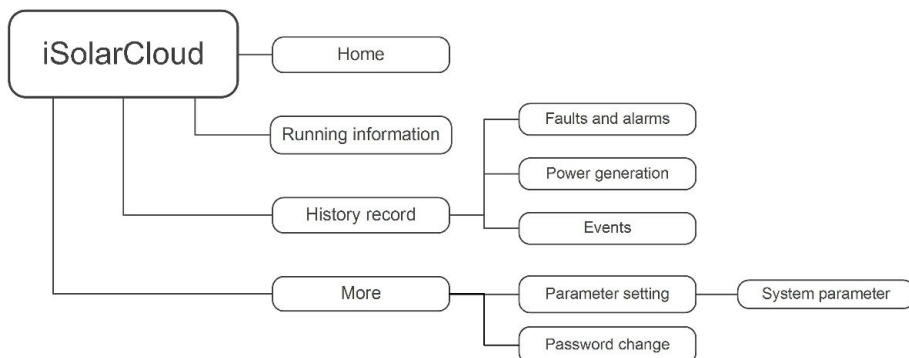 iSolarCloud
Home
Running information
History record
Faults and alarms
Power generation
Events
More
Parameter setting
System parameter
Password change